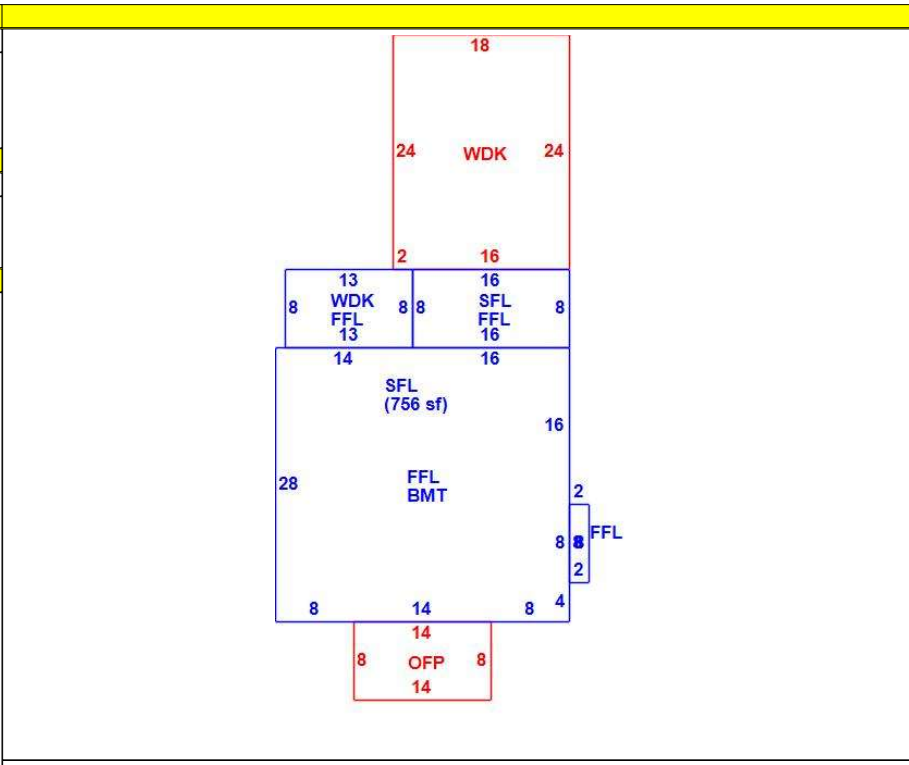 18
24 WDK 24
2 16
13 16
8 WDK 8 8 SFL 8
FFL FFL
13 16
14 16
SFL
(756 sf)
16
28 FFL 2
BMT
8 8 FFL
2
8 14 8 4
14
8 OFP 8
14